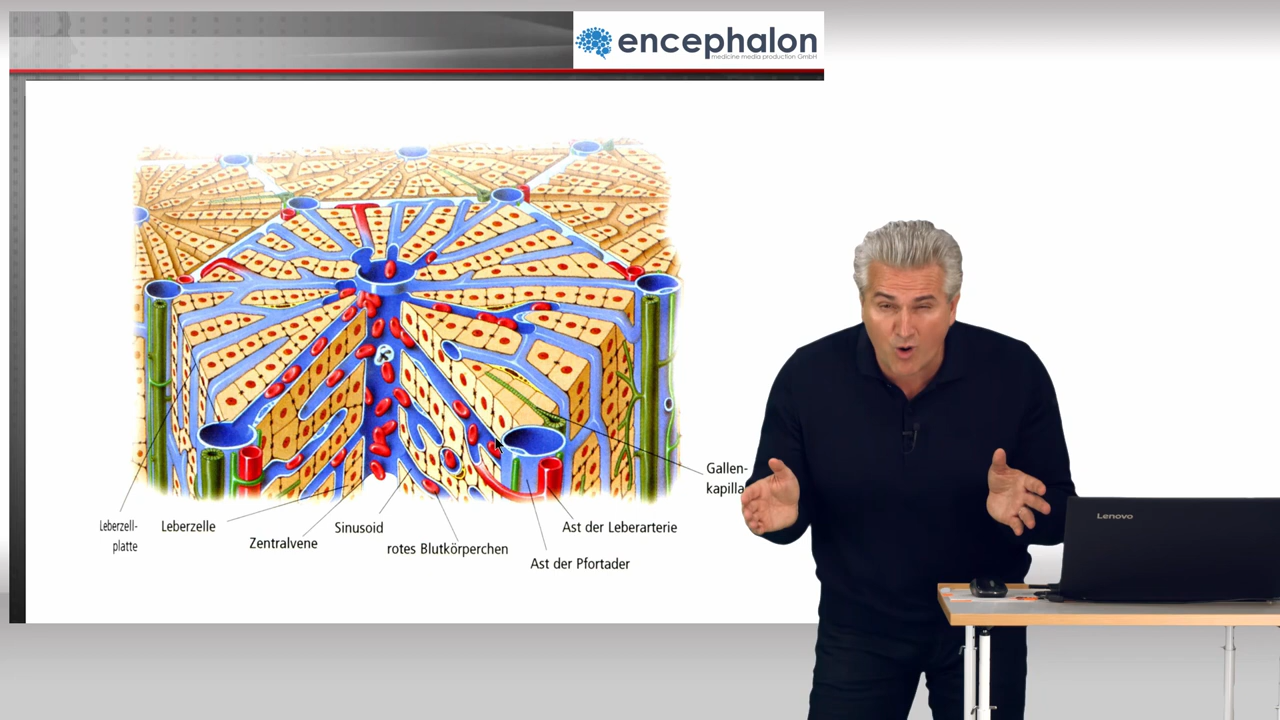 encephalon
medicine media production GmbH
Gallen-
kapilla
Leberzell-
platte
Leberzelle
Zentralvene
Sinusoid
rotes Blutkörperchen
Ast der Leberarterie
Ast der Pfortader
Lenovo